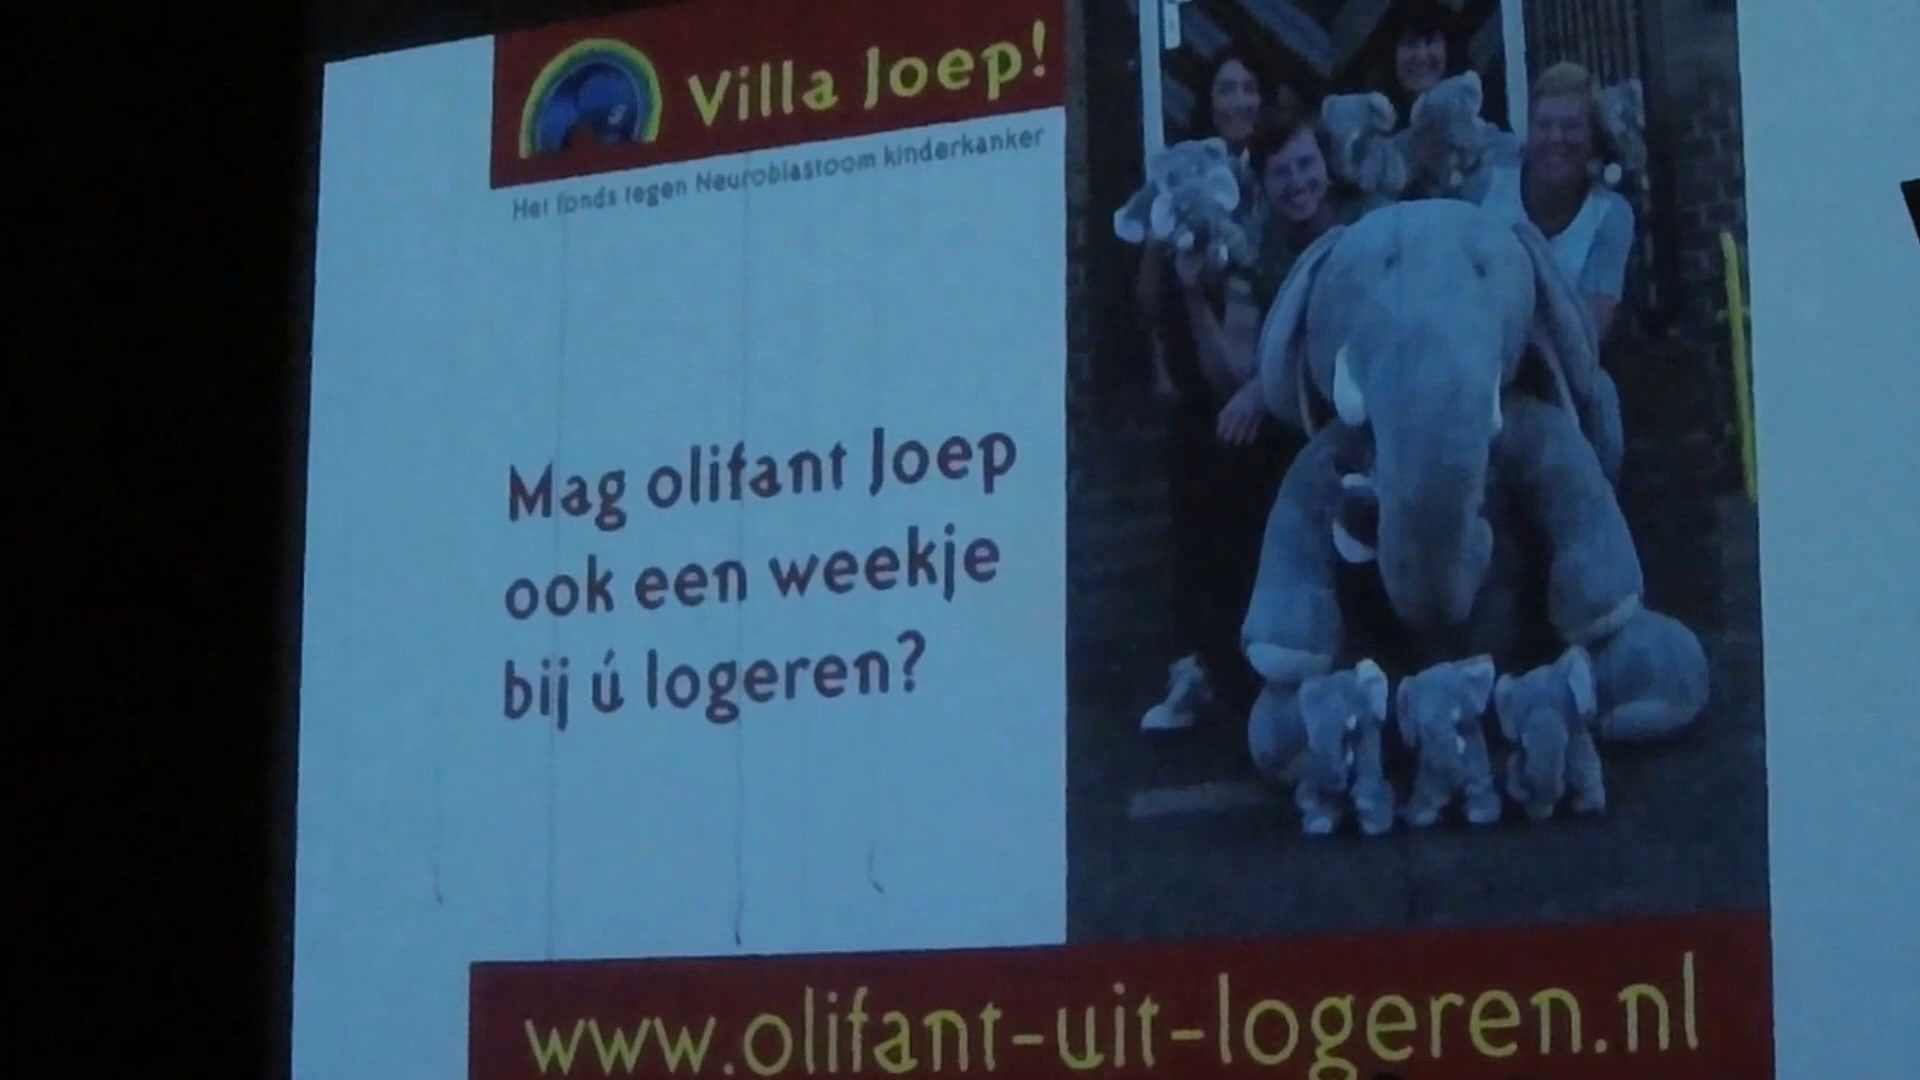 Villa Joep!
Het fonds tegen Neuroblastoom kinderkanker
Mag olifant Joep
ook een weekje
bij ú logeren?
www.olifant-uit-logeren.nl